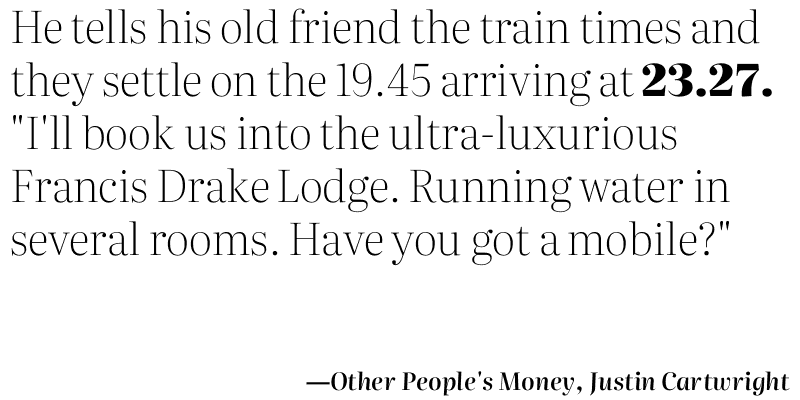 He tells his old friend the train times and
they settle on the 19.45 arriving at 23.27.
"I'll book us into the ultra-luxurious
Francis Drake Lodge. Running water in
several rooms. Have you got a mobile?"
—Other People's Money, Justin Cartwright